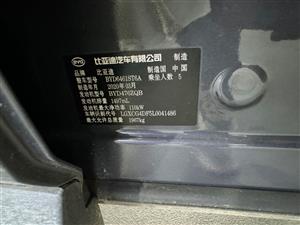 BYD 比亚迪汽车有限公司 制造
品牌 比亚迪 制造国 中国
整车型号 BYD6461ST6A 乘坐人数 5
制造年月 2020年03月
发动机型号 BYD476ZQB
发动机排量 1497mL
发动机最大净功率 110kW
车辆识别代号 LGXC64DF5L0041486
最大允许总质量 1967kg